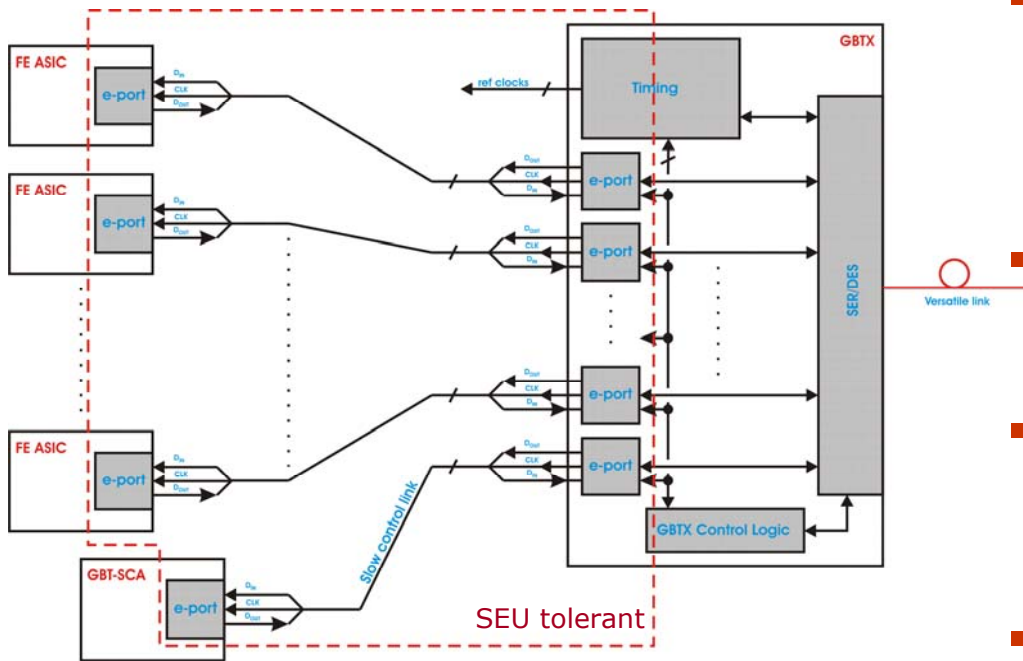 GBTX
FE ASIC
e-port
DIN
CLK
DOUT
ref clocks
Timing
DOUT
CLK
DIN
e-port
FE ASIC
e-port
DIN
CLK
DOUT
DOUT
CLK
DIN
e-port
SER/DES
Versatile link
DOUT
CLK
DIN
e-port
FE ASIC
e-port
DIN
CLK
DOUT
DOUT
CLK
DIN
e-port
Slow control link
GBTX Control Logic
GBT-SCA
e-port
DIN
CLK
DOUT
SEU tolerant